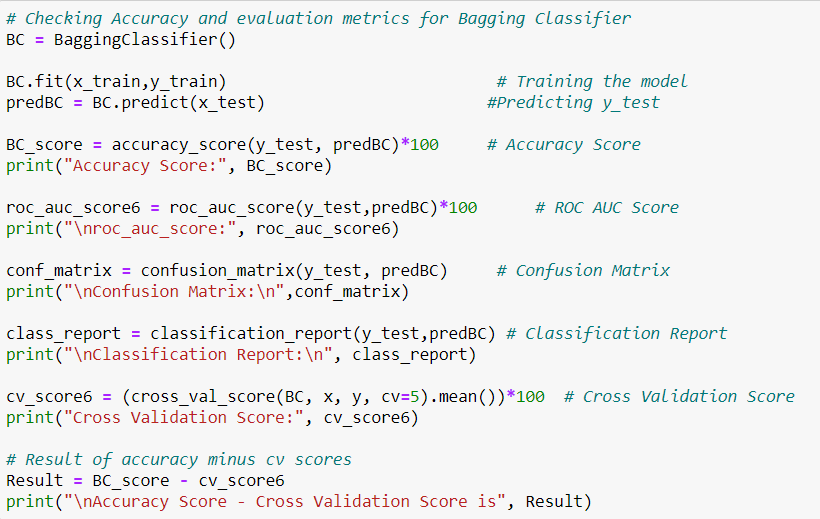 # Checking Accuracy and evaluation metrics for Bagging Classifier
BC = BaggingClassifier()
BC.fit(x_train,y_train) # Training the model
predBC = BC.predict(x_test) #Predicting y_test
BC_score = accuracy_score(y_test, predBC)*100 # Accuracy Score
print("Accuracy Score:", BC_score)
roc_auc_score6 = roc_auc_score(y_test,predBC)*100 # ROC AUC Score
print("\nroc_auc_score:", roc_auc_score6)
conf_matrix = confusion_matrix(y_test, predBC) # Confusion Matrix
print("\nConfusion Matrix:\n",conf_matrix)
class_report = classification_report(y_test,predBC) # Classification Report
print("\nClassification Report:\n", class_report)
cv_score6 = (cross_val_score(BC, x, y, cv=5).mean())*100 # Cross Validation Score
print("Cross Validation Score:", cv_score6)
# Result of accuracy minus cv scores
Result = BC_score - cv_score6
print("\nAccuracy Score - Cross Validation Score is", Result)